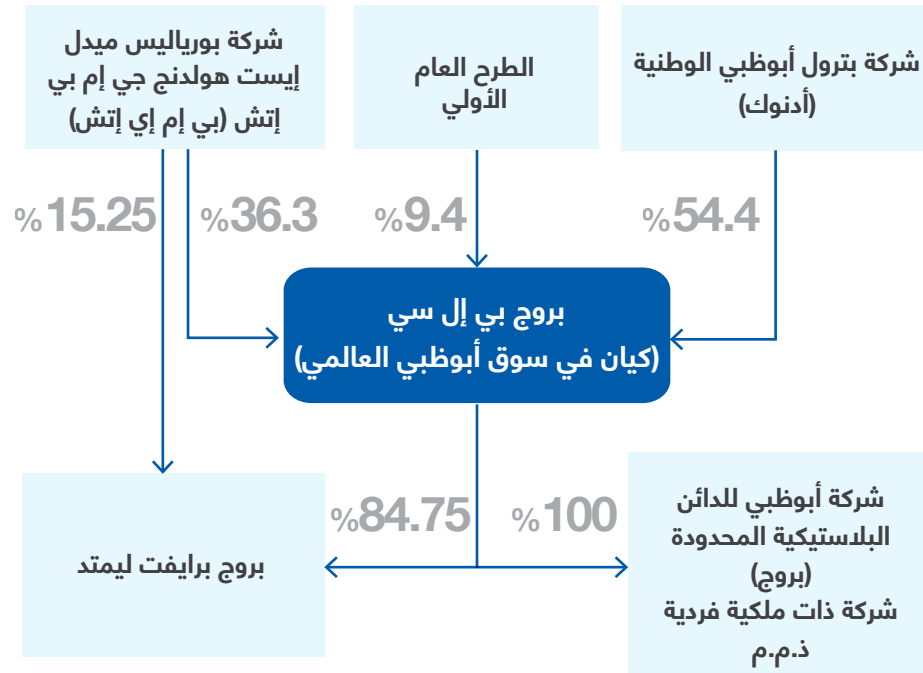 شركة بترول أبوظبي الوطنية
(أدنوك)
الطرح العام
الأولي
شركة بورياليس ميدل
إيست هولدنج جي إم بي
إتش (بي إم إي إتش)
%54.4
%9.4
%36.3
%15.25
بروج بي إل سي
(كيان في سوق أبوظبي العالمي)
%100
%84.75
شركة أبوظبي للدائن
البلاستيكية المحدودة
(بروج)
شركة ذات ملكية فردية
ذ.م.م
بروج برايفت ليمتد